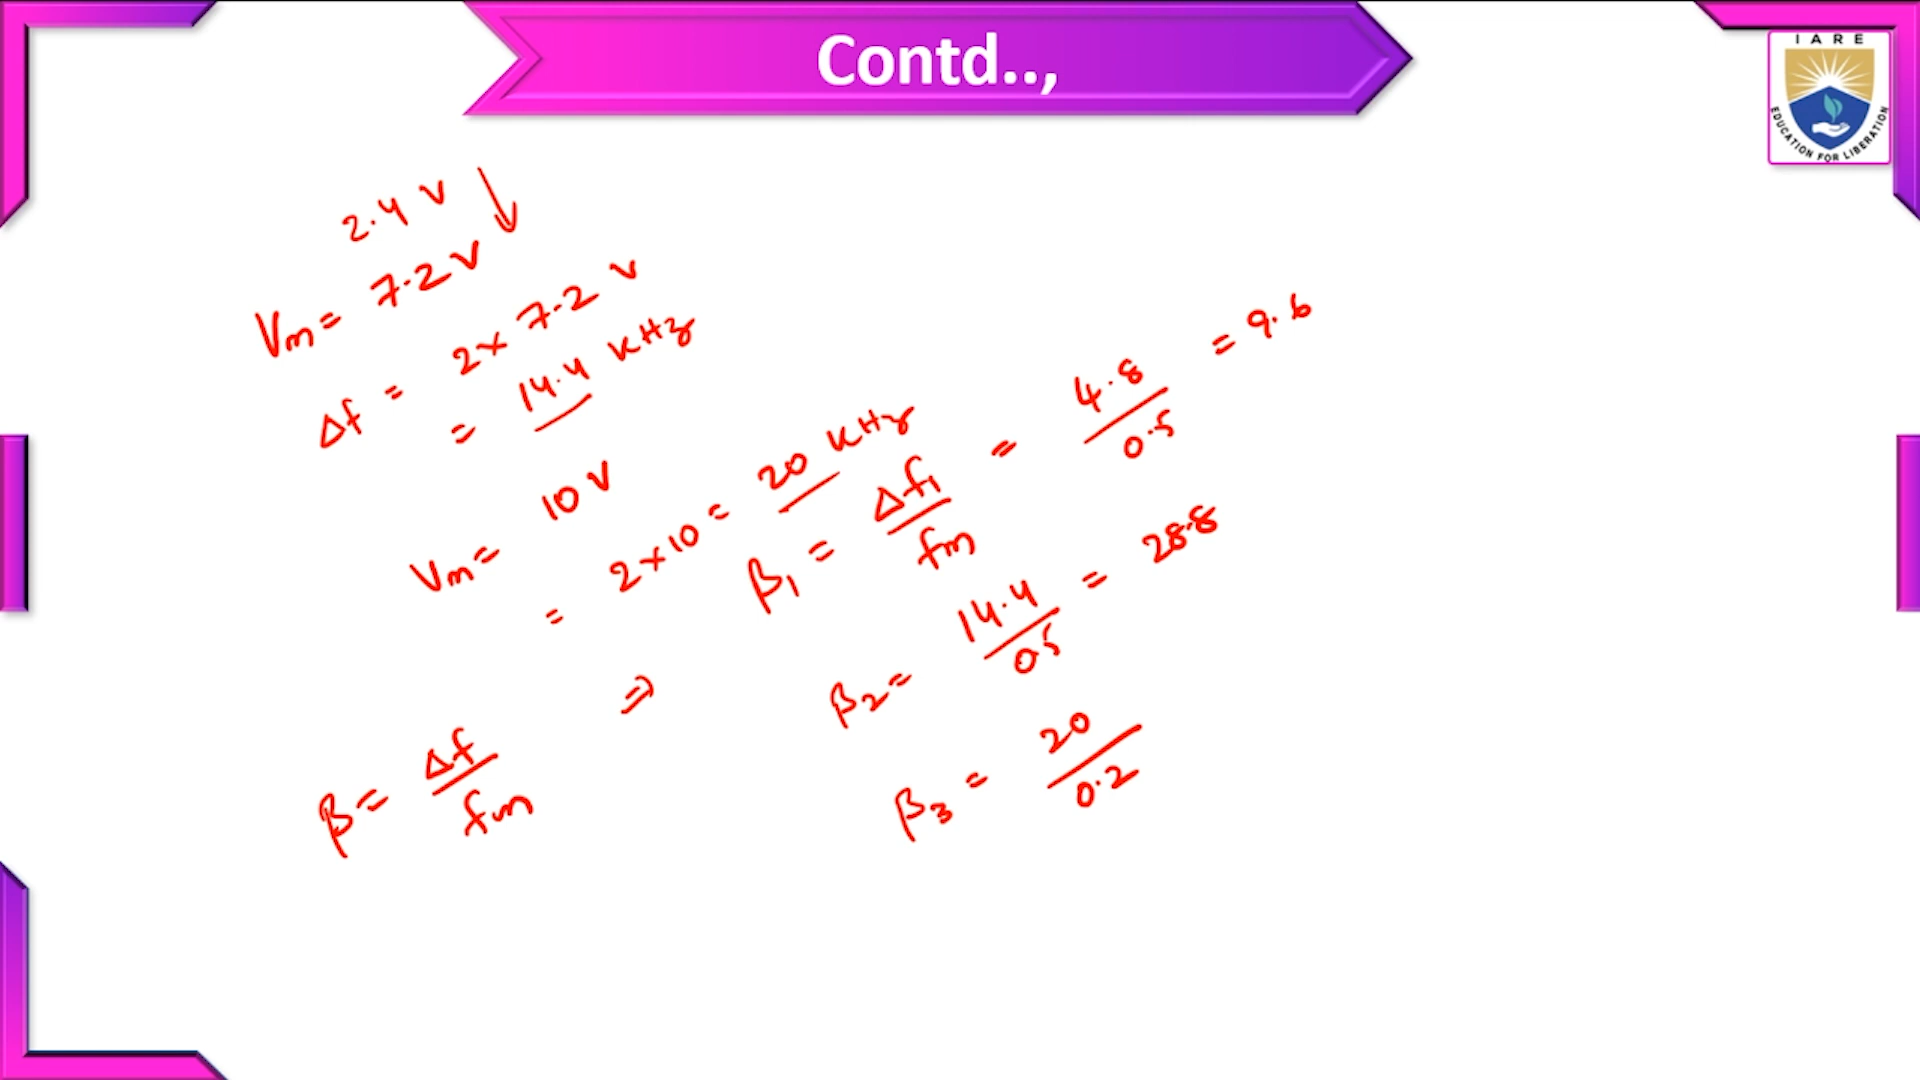 Contd..,
IARE
EDUCATION FOR LIBERATION
2.4 V ↓
Vm = 7.2 V
Δf = 2 × 7.2 V
= 14.4 KHz
Vm = 10 V
= 2 × 10 = 20 KHz
β = Δf / fm ⇒
β1 = Δf1 / fm = 4.8 / 0.5 = 9.6
β2 = 14.4 / 0.5 = 28.8
β3 = 20 / 0.2